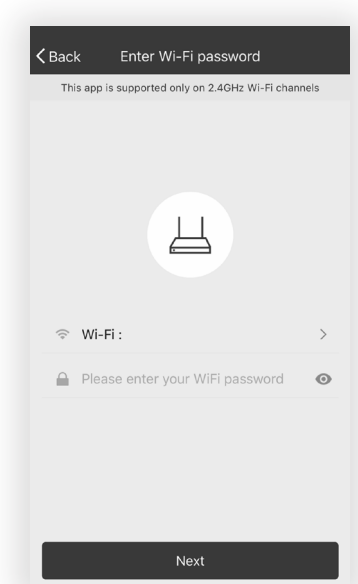 Back Enter Wi-Fi password
This app is supported only on 2.4GHz Wi-Fi channels
Wi-Fi :
Please enter your WiFi password
Next